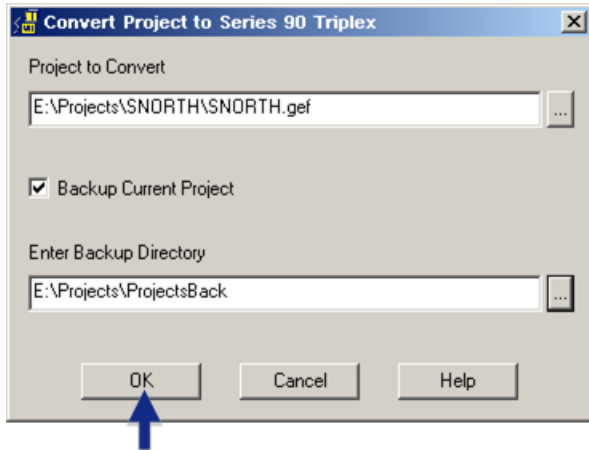 Convert Project to Series 90 Triplex
Project to Convert
E:\Projects\SNORTH\SNORTH.gef
...
Backup Current Project
Enter Backup Directory
E:\Projects\ProjectsBack
...
OK Cancel Help